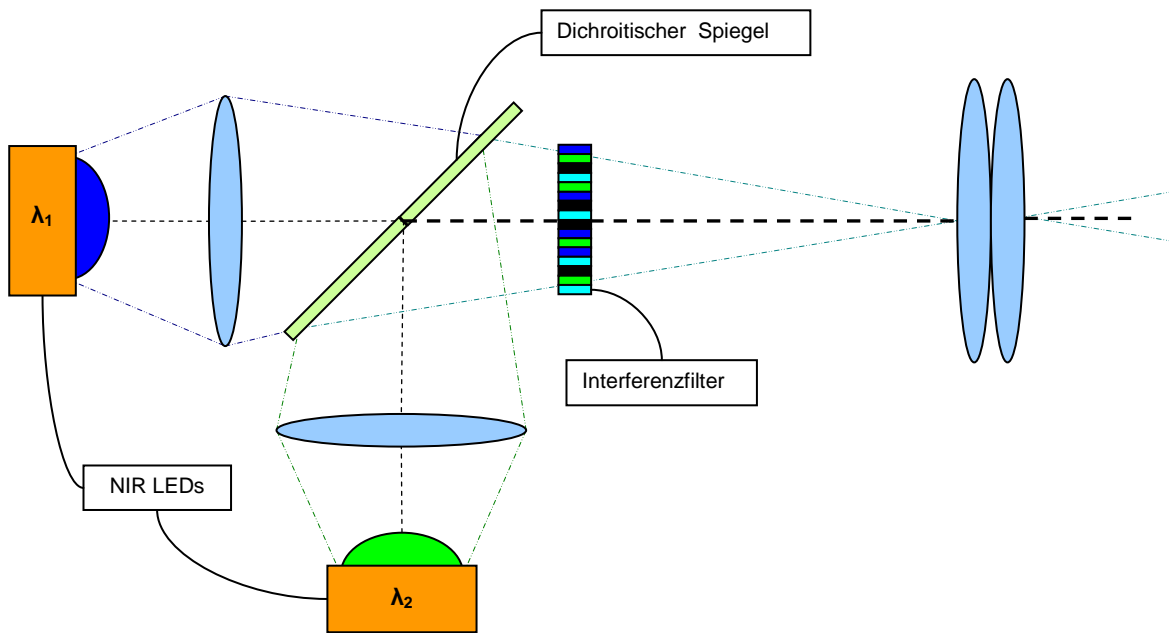 Dichroitischer Spiegel
λ1
Interferenzfilter
NIR LEDs
λ2